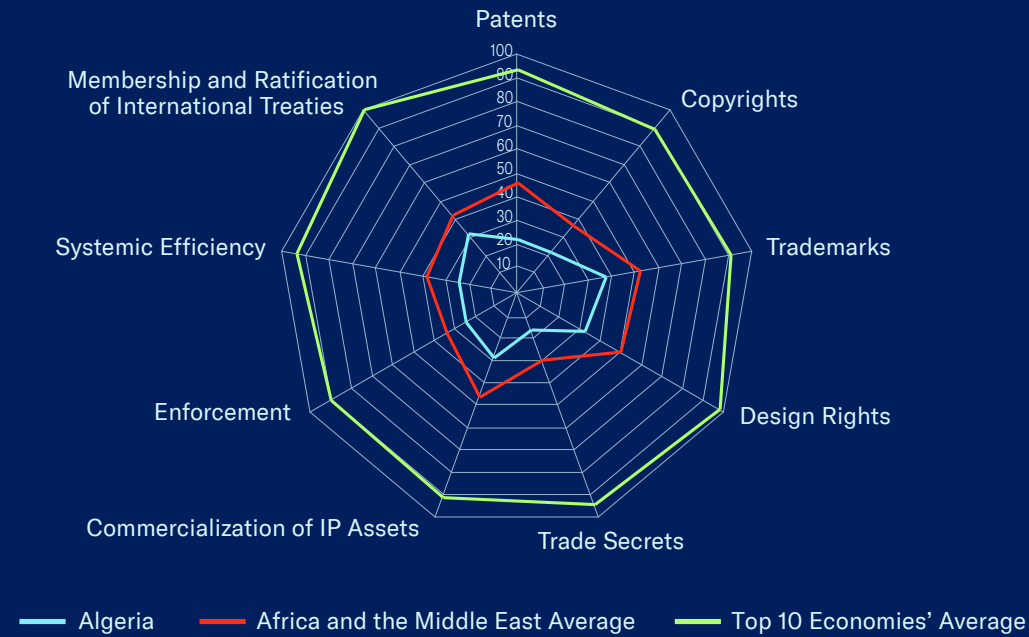 Patents
100
90
80
70
60
50
40
30
20
10
Membership and Ratification
of International Treaties
Copyrights
Systemic Efficiency
Trademarks
Enforcement
Design Rights
Commercialization of IP Assets
Trade Secrets
Algeria
Africa and the Middle East Average
Top 10 Economies’ Average